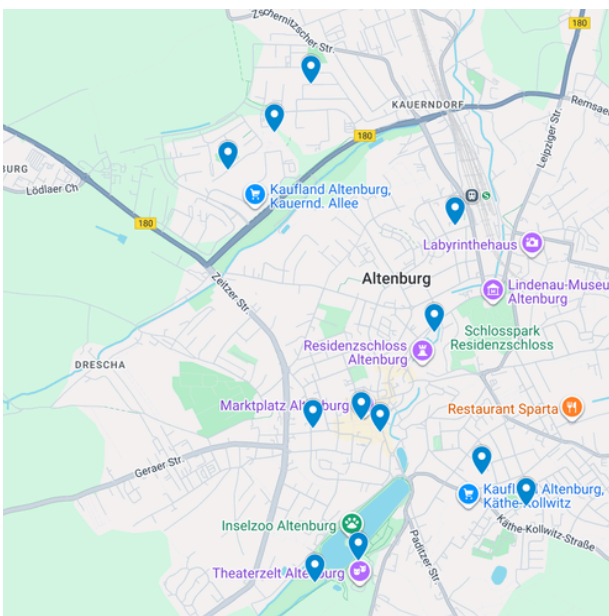 Zschernitzscher Str.
180
KAUERNDORF
Remsae
Leipziger Str.
180
BURG
Lödlaer Ch
Kaufland Altenburg,
Kauernd. Allee
S
180
Labyrinthehaus
Zeitzer Str.
Altenburg
Lindenau-Museu
Altenburg
Residenzschloss
Altenburg
Schlosspark
Residenzschloss
DRESCHA
Marktplatz Altenburg
Restaurant Sparta
Geraer Str.
Kaufland Altenburg,
Käthe-Kollwitz
Inselzoo Altenburg
Käthe-Kollwitz-Straße
Paditzer Str.
Theaterzelt Altenburg